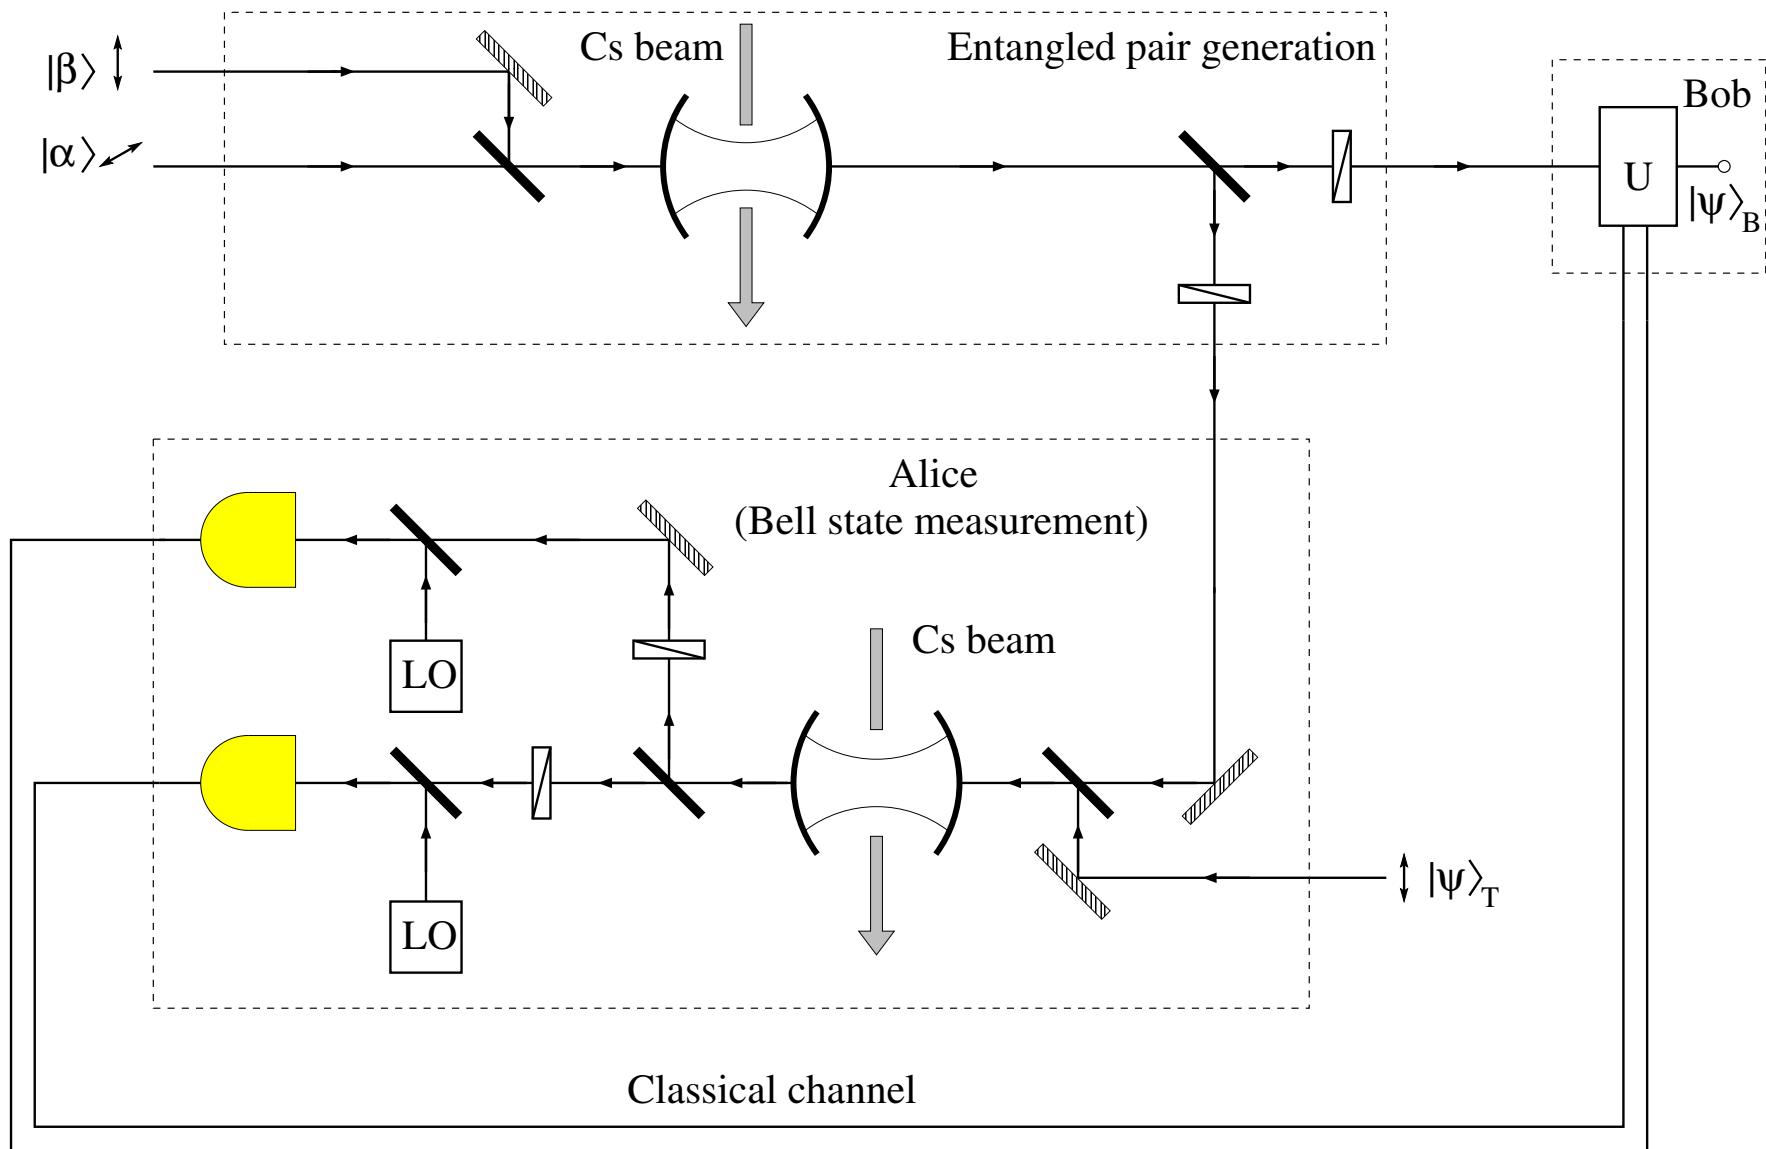 Cs beam
Entangled pair generation
|β⟩
|α⟩
Bob
U
|ψ⟩B
Alice
(Bell state measurement)
Cs beam
LO
LO
|ψ⟩T
Classical channel